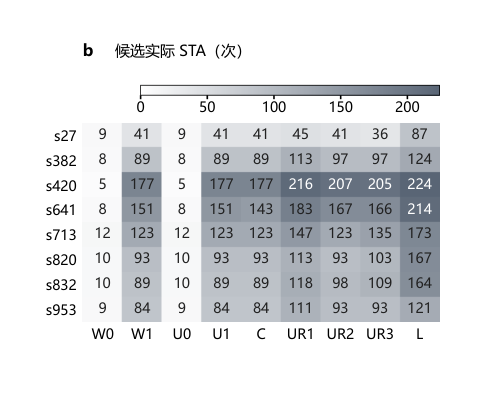 b 候选实际 STA（次）
0 50 100 150 200
s27 9 41 9 41 41 45 41 36 87
s382 8 89 8 89 89 113 97 97 124
s420 5 177 5 177 177 216 207 205 224
s641 8 151 8 151 143 183 167 166 214
s713 12 123 12 123 123 147 123 135 173
s820 10 93 10 93 93 113 93 103 167
s832 10 89 10 89 89 118 98 109 164
s953 9 84 9 84 84 111 93 93 121
W0 W1 U0 U1 C UR1 UR2 UR3 L